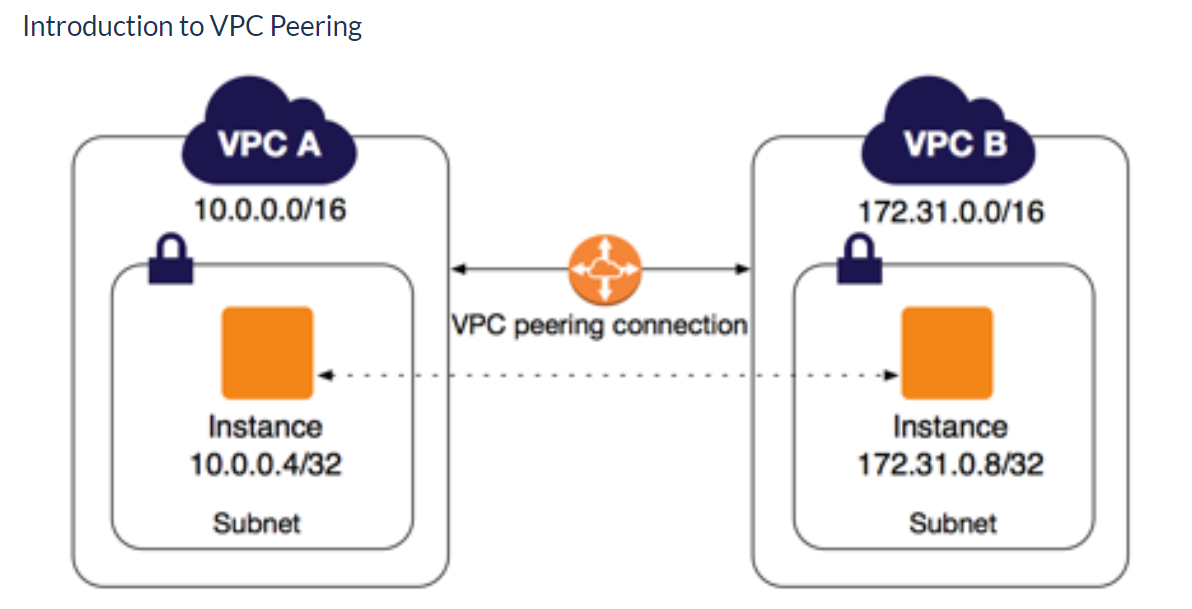 Introduction to VPC Peering
VPC A
VPC B
10.0.0.0/16
172.31.0.0/16
VPC peering connection
Instance
10.0.0.4/32
Subnet
Instance
172.31.0.8/32
Subnet